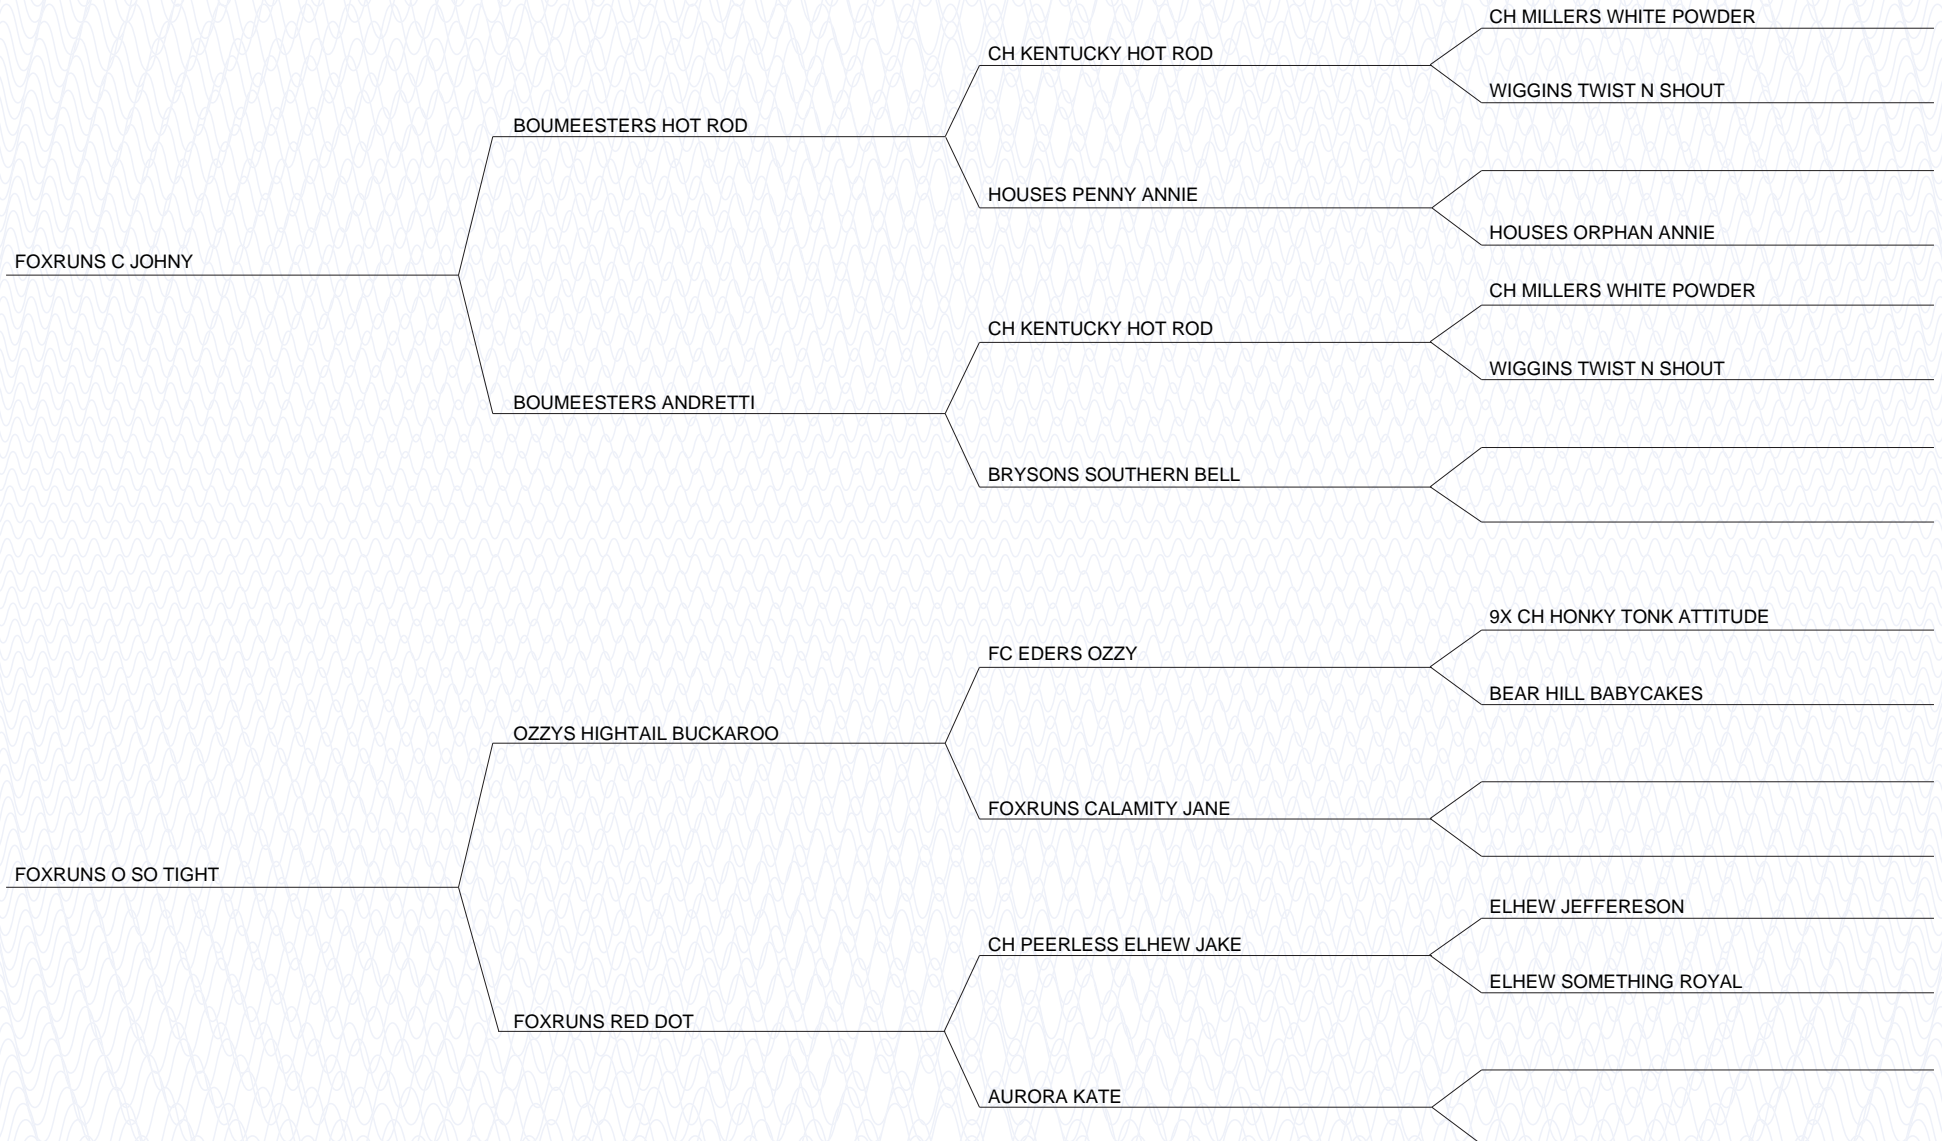 CH MILLERS WHITE POWDER
CH KENTUCKY HOT ROD
WIGGINS TWIST N SHOUT
BOUMEESTERS HOT ROD
HOUSES PENNY ANNIE
HOUSES ORPHAN ANNIE
FOXRUNS C JOHNY
CH MILLERS WHITE POWDER
CH KENTUCKY HOT ROD
WIGGINS TWIST N SHOUT
BOUMEESTERS ANDRETTI
BRYSONS SOUTHERN BELL
9X CH HONKY TONK ATTITUDE
FC EDERS OZZY
BEAR HILL BABYCAKES
OZZYS HIGHTAIL BUCKAROO
FOXRUNS CALAMITY JANE
FOXRUNS O SO TIGHT
ELHEW JEFFERESON
CH PEERLESS ELHEW JAKE
ELHEW SOMETHING ROYAL
FOXRUNS RED DOT
AURORA KATE